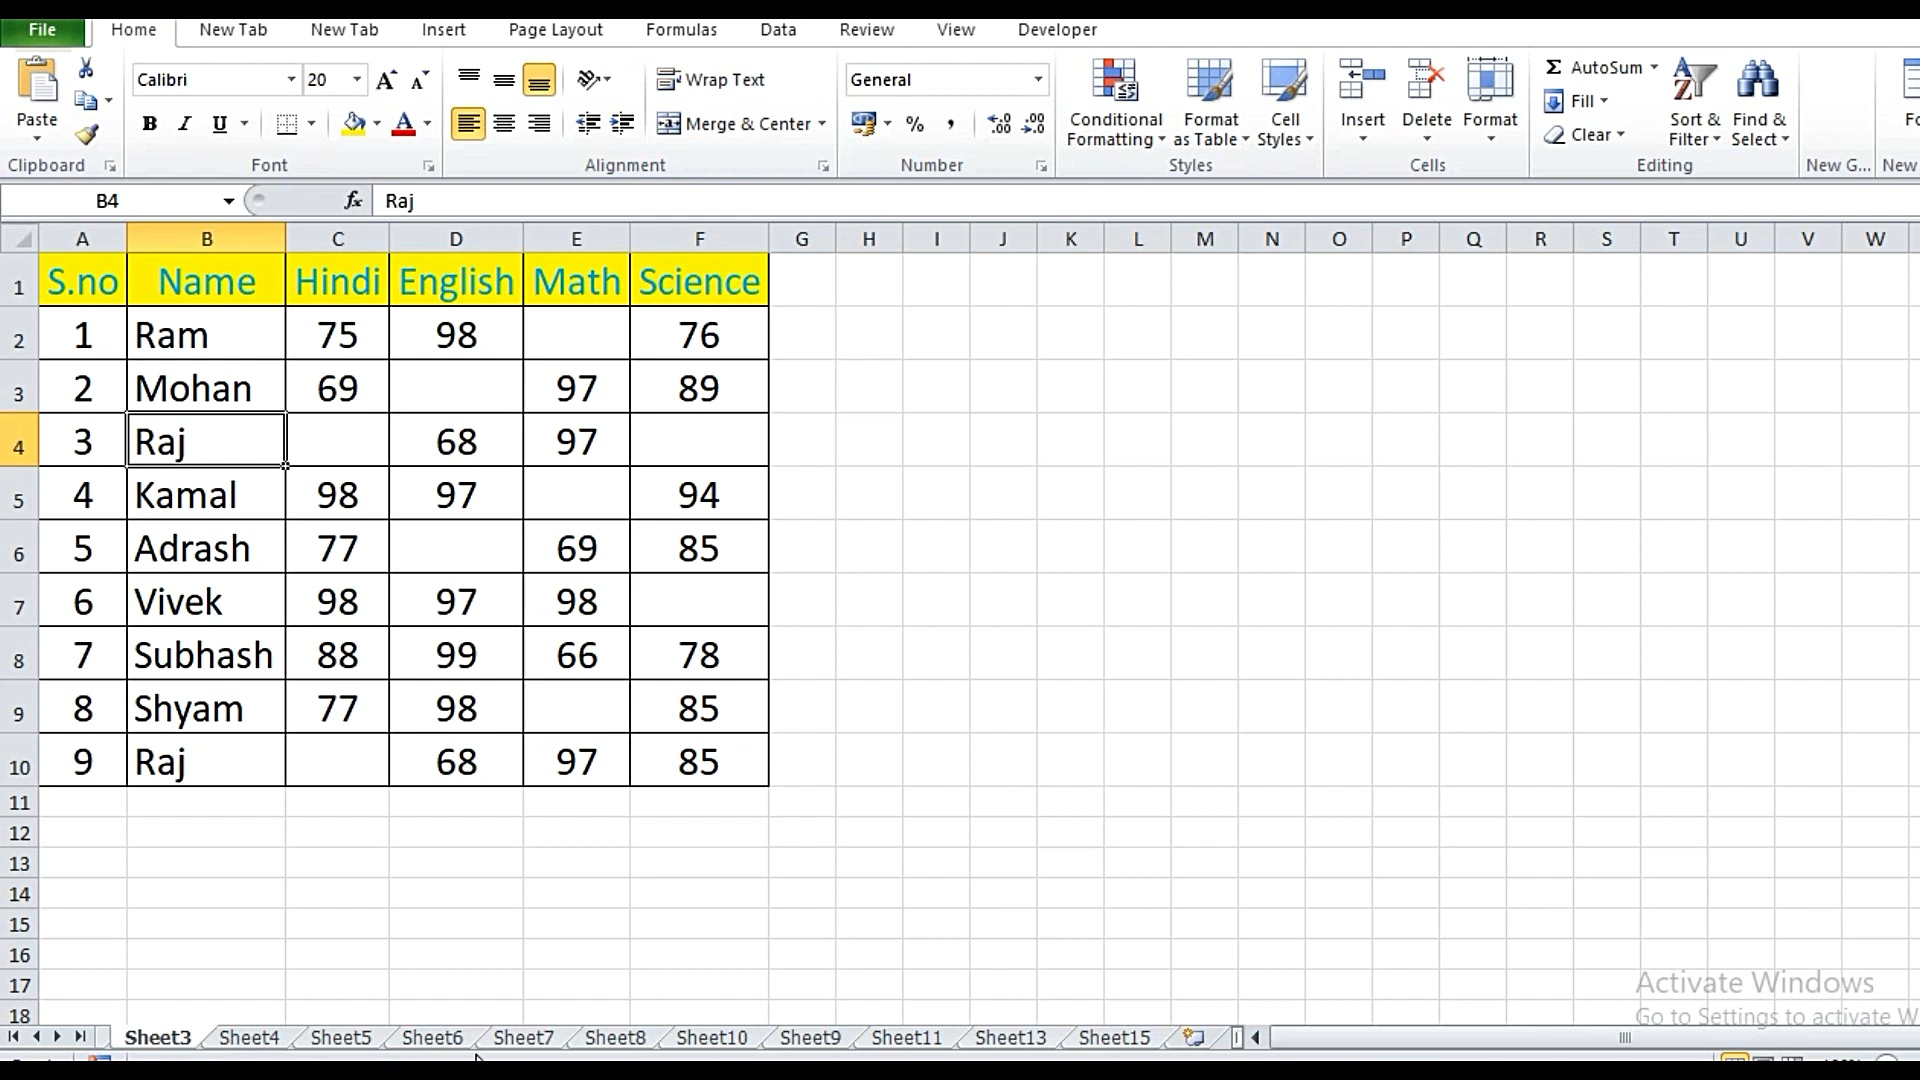 File Home New Tab New Tab Insert Page Layout Formulas Data Review View Developer
Calibri 20 Wrap Text General AutoSum
Paste Conditional Formatting Format as Table Cell Styles Insert Delete Format Fill Sort & Filter Find & Select
B I U Merge & Center % , Clear
Clipboard Font Alignment Number Styles Cells Editing New G... New
B4 fx Raj
A B C D E F G H I J K L M N O P Q R S T U V W
1 S.no Name Hindi English Math Science
2 1 Ram 75 98 76
3 2 Mohan 69 97 89
4 3 Raj 68 97
5 4 Kamal 98 97 94
6 5 Adrash 77 69 85
7 6 Vivek 98 97 98
8 7 Subhash 88 99 66 78
9 8 Shyam 77 98 85
10 9 Raj 68 97 85
11
12
13
14
15
16
17 Activate Windows
18 Go to Settings to activate W
Sheet3 Sheet4 Sheet5 Sheet6 Sheet7 Sheet8 Sheet10 Sheet9 Sheet11 Sheet13 Sheet15